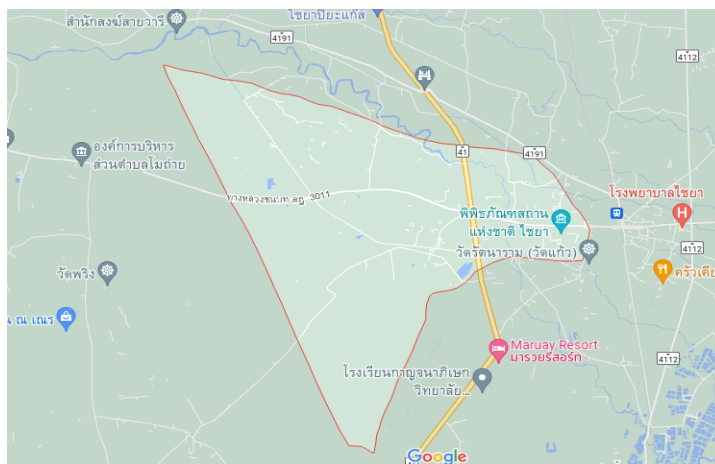 ไชยาปิยะแก๊ส
สำนักสงฆ์สายวารี
4191
4112
องค์การบริหาร
ส่วนตำบลโมถ่าย
41
4191
ทางหลวงชนบท สฎ. 3011
โรงพยาบาลไชยา
พิพิธภัณฑสถาน
แห่งชาติ ไชยา
วัดรัตนาราม (วัดแก้ว)
4112
วัดพริง
ครัวเคีย
น ณ เณร
Maruay Resort
มารวยรีสอร์ท
4112
โรงเรียนกาญจนาภิเษก
วิทยาลัย...
Google